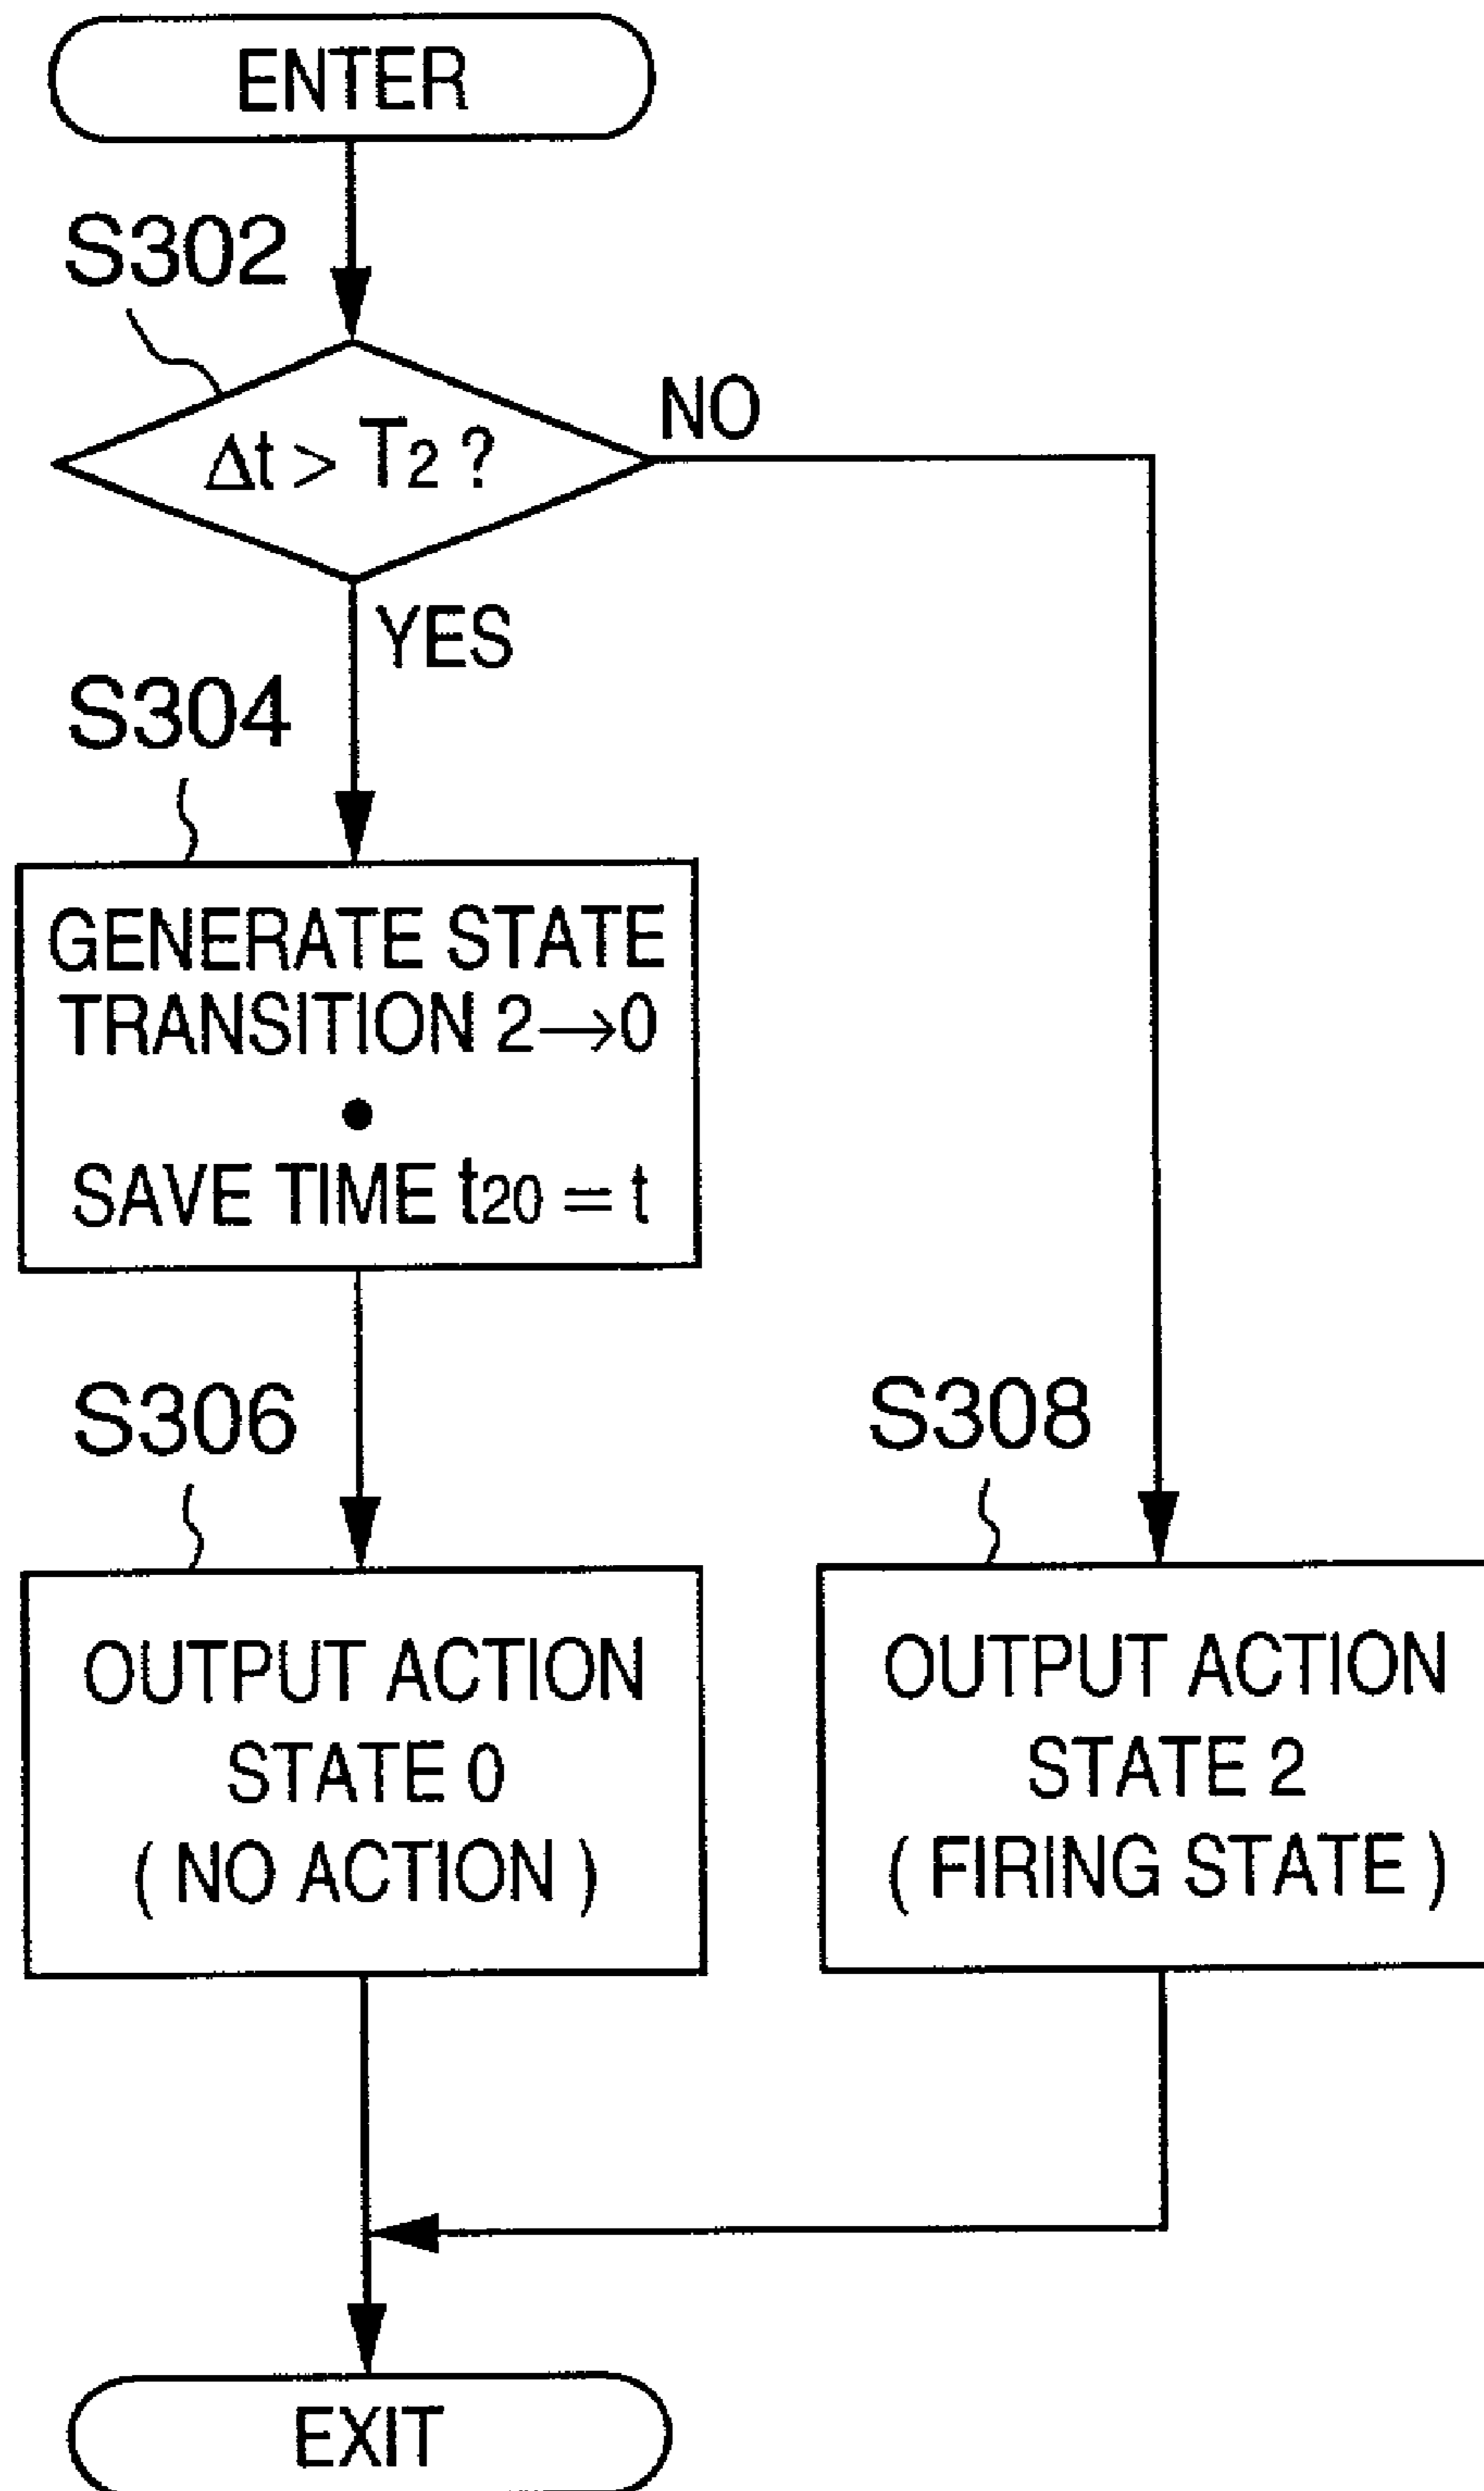 ENTER
S302
Δt > T2 ?
NO
YES
S304
GENERATE STATE
TRANSITION 2→0
•
SAVE TIME t20 = t
S306
S308
OUTPUT ACTION
STATE 0
( NO ACTION )
OUTPUT ACTION
STATE 2
( FIRING STATE )
EXIT